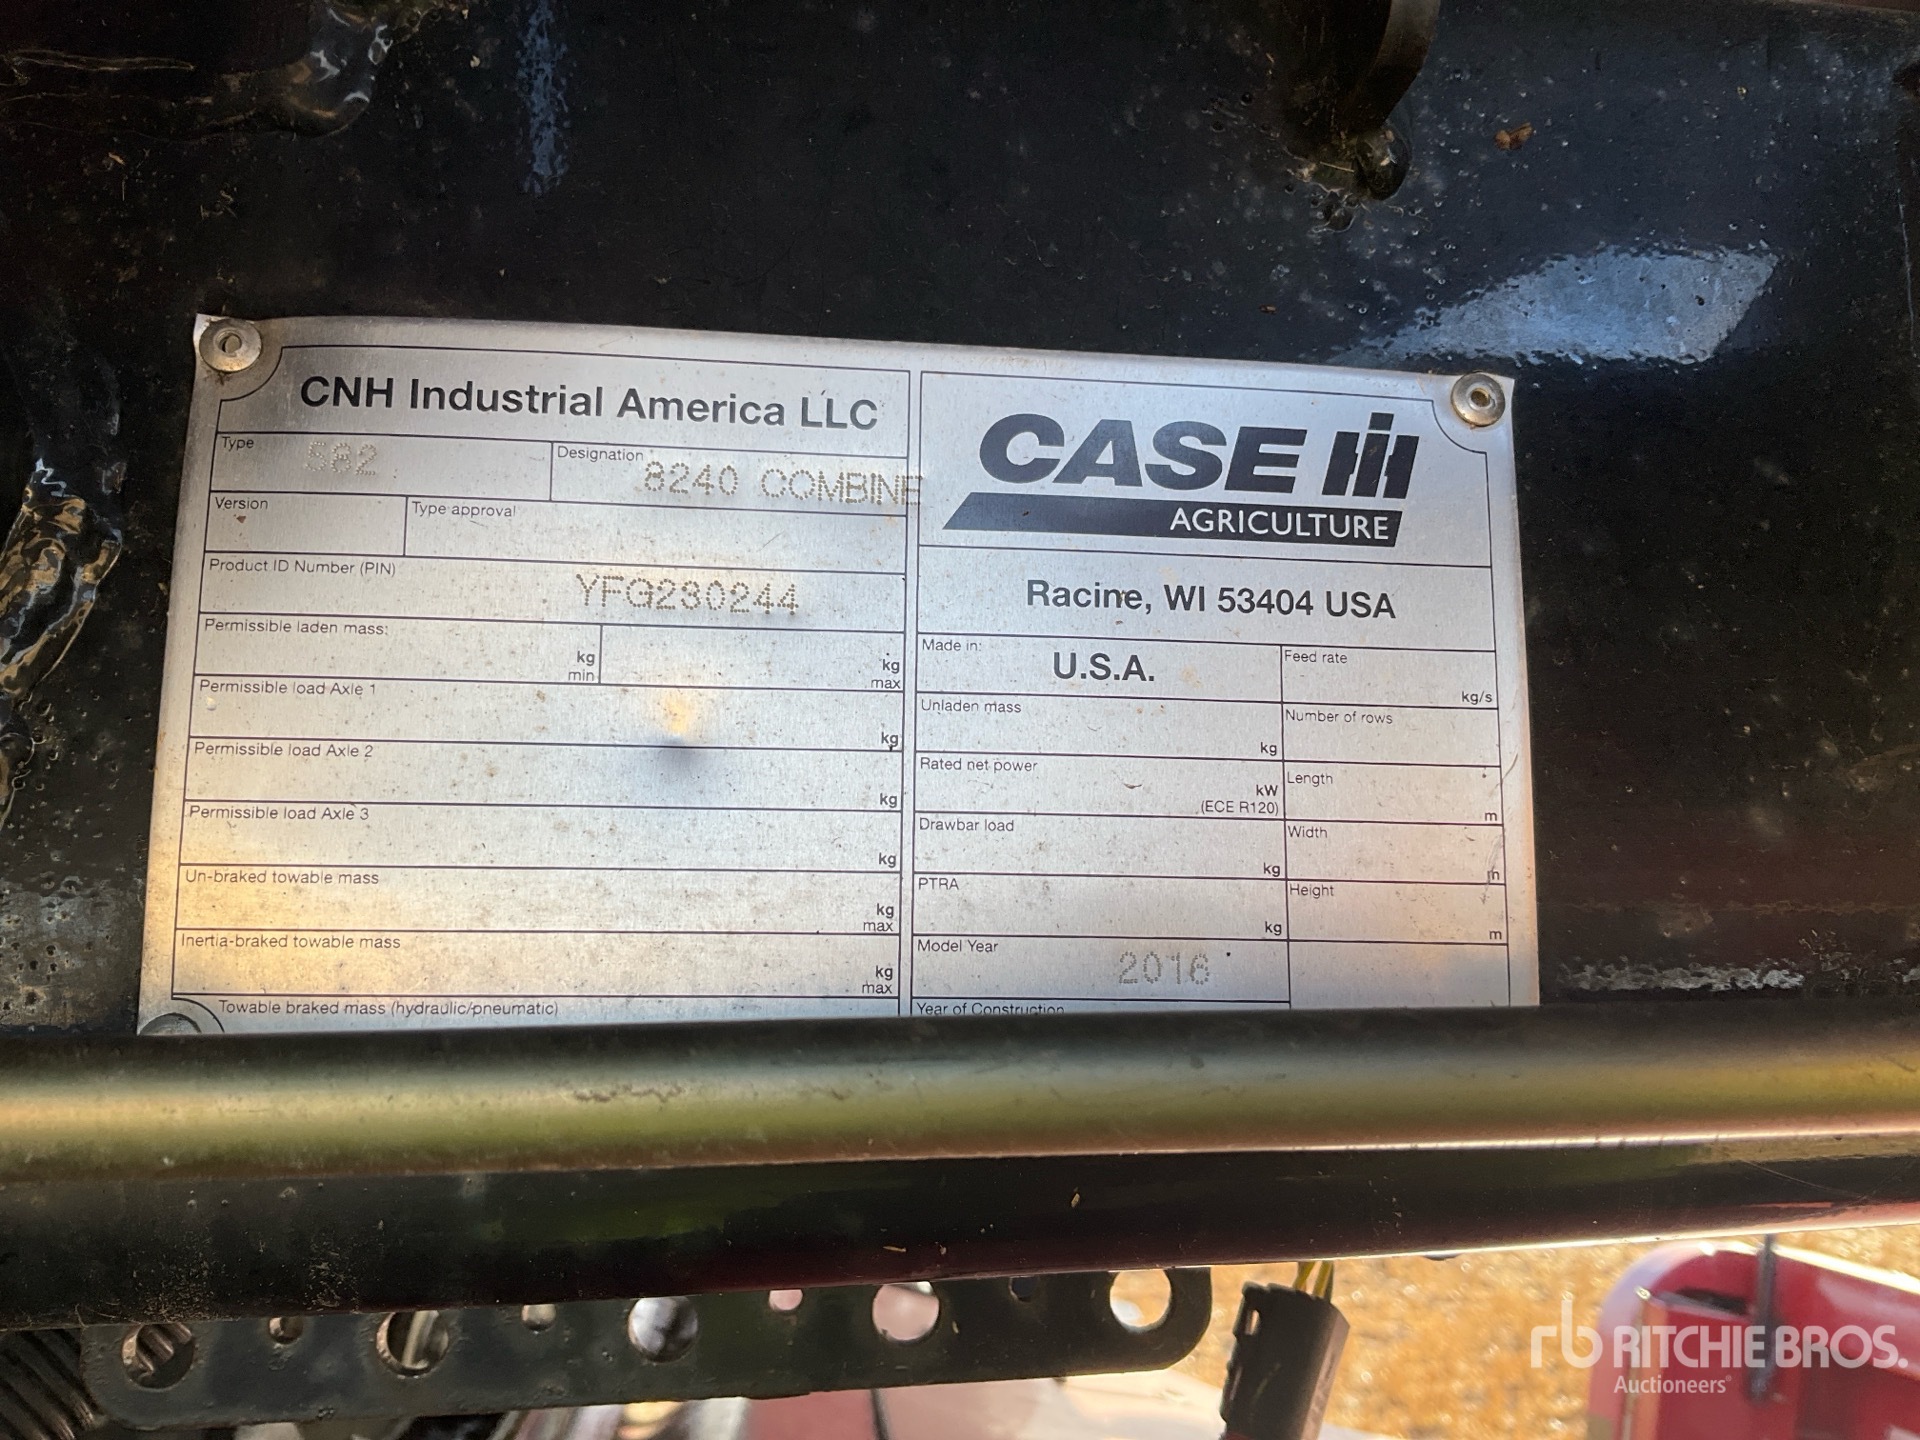 CNH Industrial America LLC
Type 582
Designation 8240 COMBINE
Version
Type approval
Product ID Number (PIN) YFG230244
Permissible laden mass:
kg
min
kg
max
Permissible load Axle 1
kg
Permissible load Axle 2
kg
Permissible load Axle 3
kg
Un-braked towable mass
kg
max
Inertia-braked towable mass
kg
max
Towable braked mass (hydraulic/pneumatic)
CASE IH
AGRICULTURE
Racine, WI 53404 USA
Made in: U.S.A.
Feed rate
kg/s
Unladen mass
kg
Number of rows
Rated net power
kW
(ECE R120)
Length
m
Drawbar load
kg
Width
m
PTRA
kg
Height
m
Model Year 2016
Year of Construction
rb RITCHIE BROS.
Auctioneers